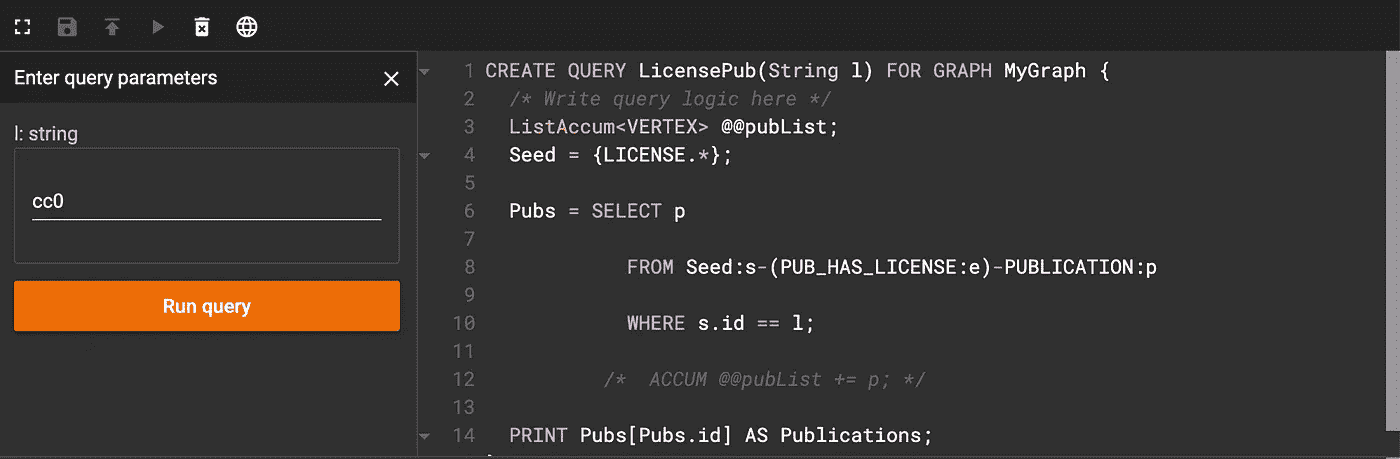 Enter query parameters
l: string
cc0
Run query
1 CREATE QUERY LicensePub(String l) FOR GRAPH MyGraph {
2 /* Write query logic here */
3 ListAccum<VERTEX> @@pubList;
4 Seed = {LICENSE.*};
5
6 Pubs = SELECT p
7
8 FROM Seed:s-(PUB_HAS_LICENSE:e)-PUBLICATION:p
9
10 WHERE s.id == l;
11
12 /*  ACCUM @@pubList += p; */
13
14 PRINT Pubs[Pubs.id] AS Publications;